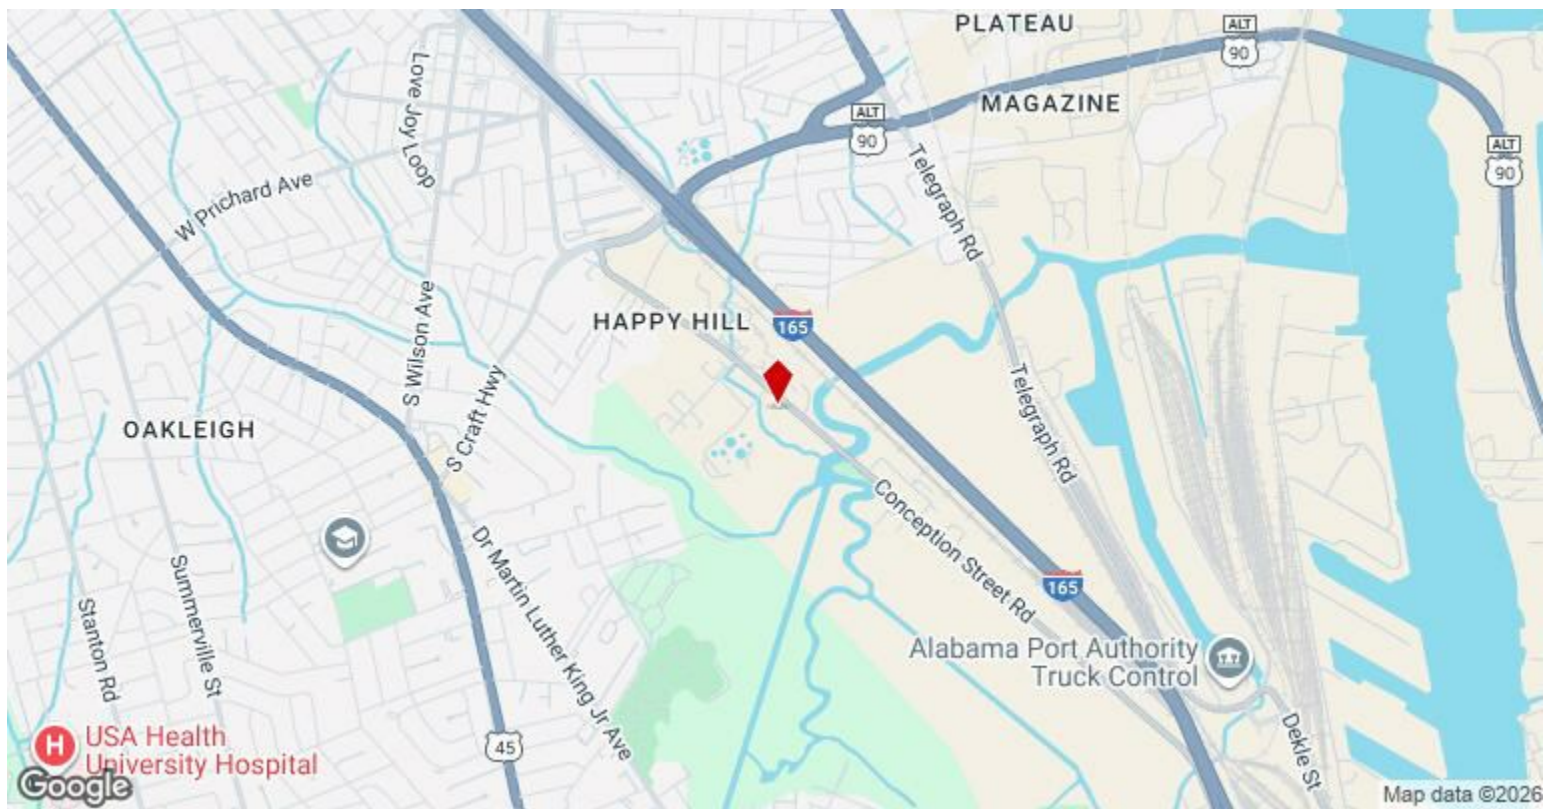 PLATEAU
ALT
90
MAGAZINE
ALT
90
ALT
90
Love Joy Loop
W Prichard Ave
Telegraph Rd
S Wilson Ave
HAPPY HILL
165
Telegraph Rd
S Craft Hwy
OAKLEIGH
Conception Street Rd
Dr Martin Luther King Jr Ave
Summerville St
Stanton Rd
165
Alabama Port Authority
Truck Control
Dekle St
H
USA Health
University Hospital
45
Google
Map data ©2026